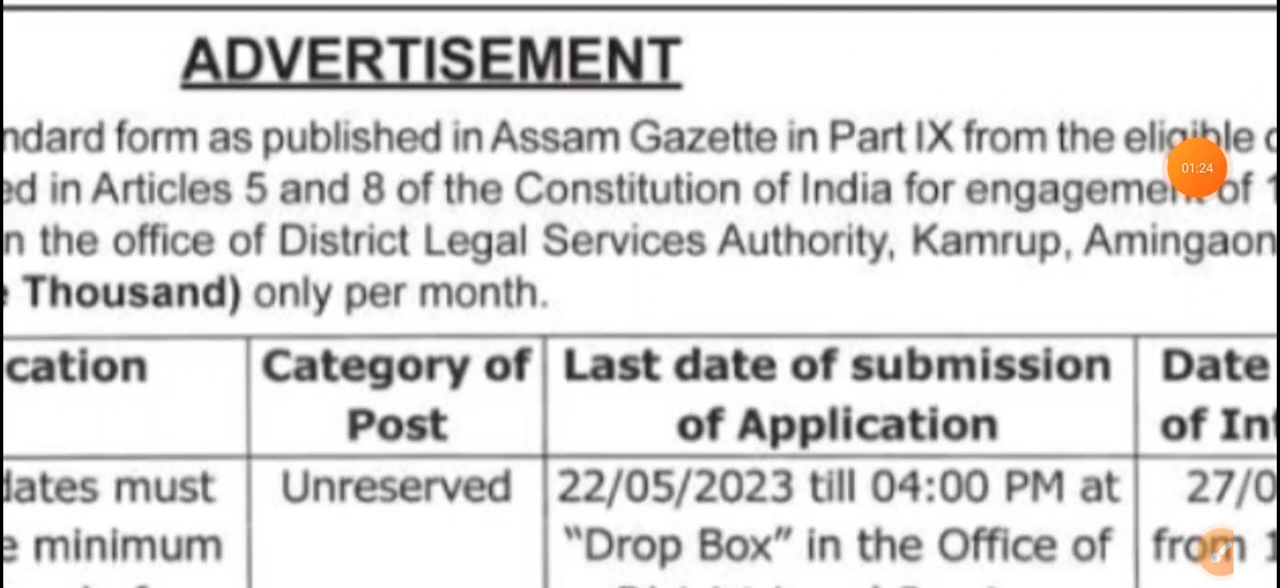 ADVERTISEMENT
ndard form as published in Assam Gazette in Part IX from the eligible
ed in Articles 5 and 8 of the Constitution of India for engagement of 1
n the office of District Legal Services Authority, Kamrup, Amingaon
Thousand) only per month.
cation Category of Post Last date of submission of Application Date of Int
dates must Unreserved 22/05/2023 till 04:00 PM at 27/0
e minimum "Drop Box" in the Office of from 1
01:24